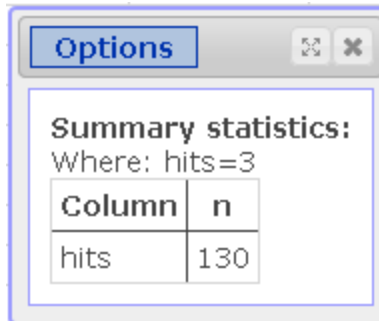 Options
Summary statistics:
Where: hits=3
Column n
hits 130